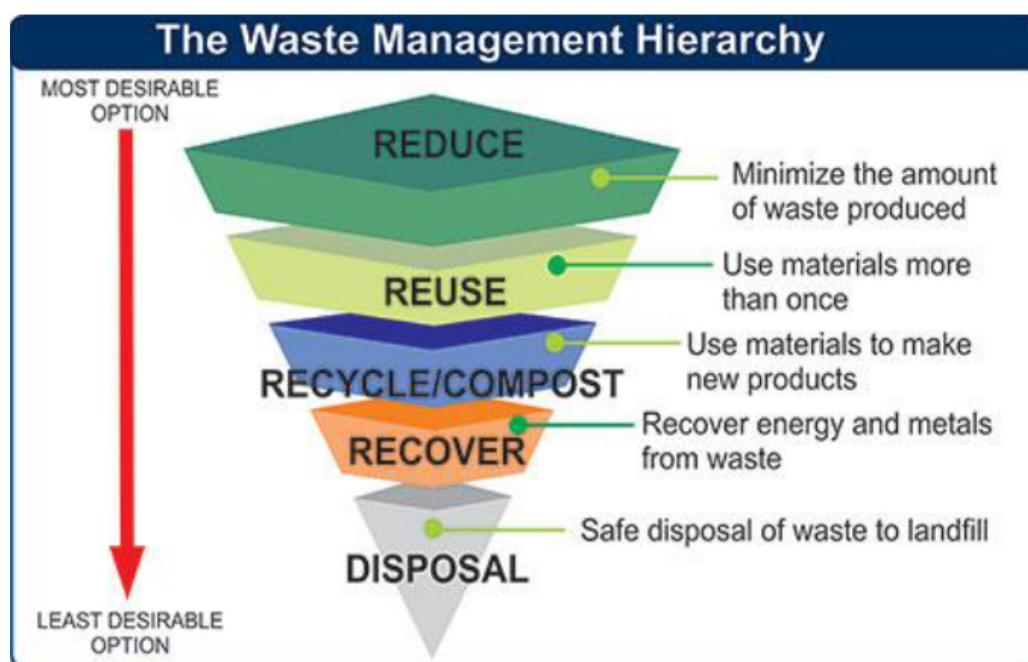 The Waste Management Hierarchy
MOST DESIRABLE
OPTION
REDUCE
Minimize the amount
of waste produced
REUSE
Use materials more
than once
RECYCLE/COMPOST
Use materials to make
new products
RECOVER
Recover energy and metals
from waste
DISPOSAL
Safe disposal of waste to landfill
LEAST DESIRABLE
OPTION